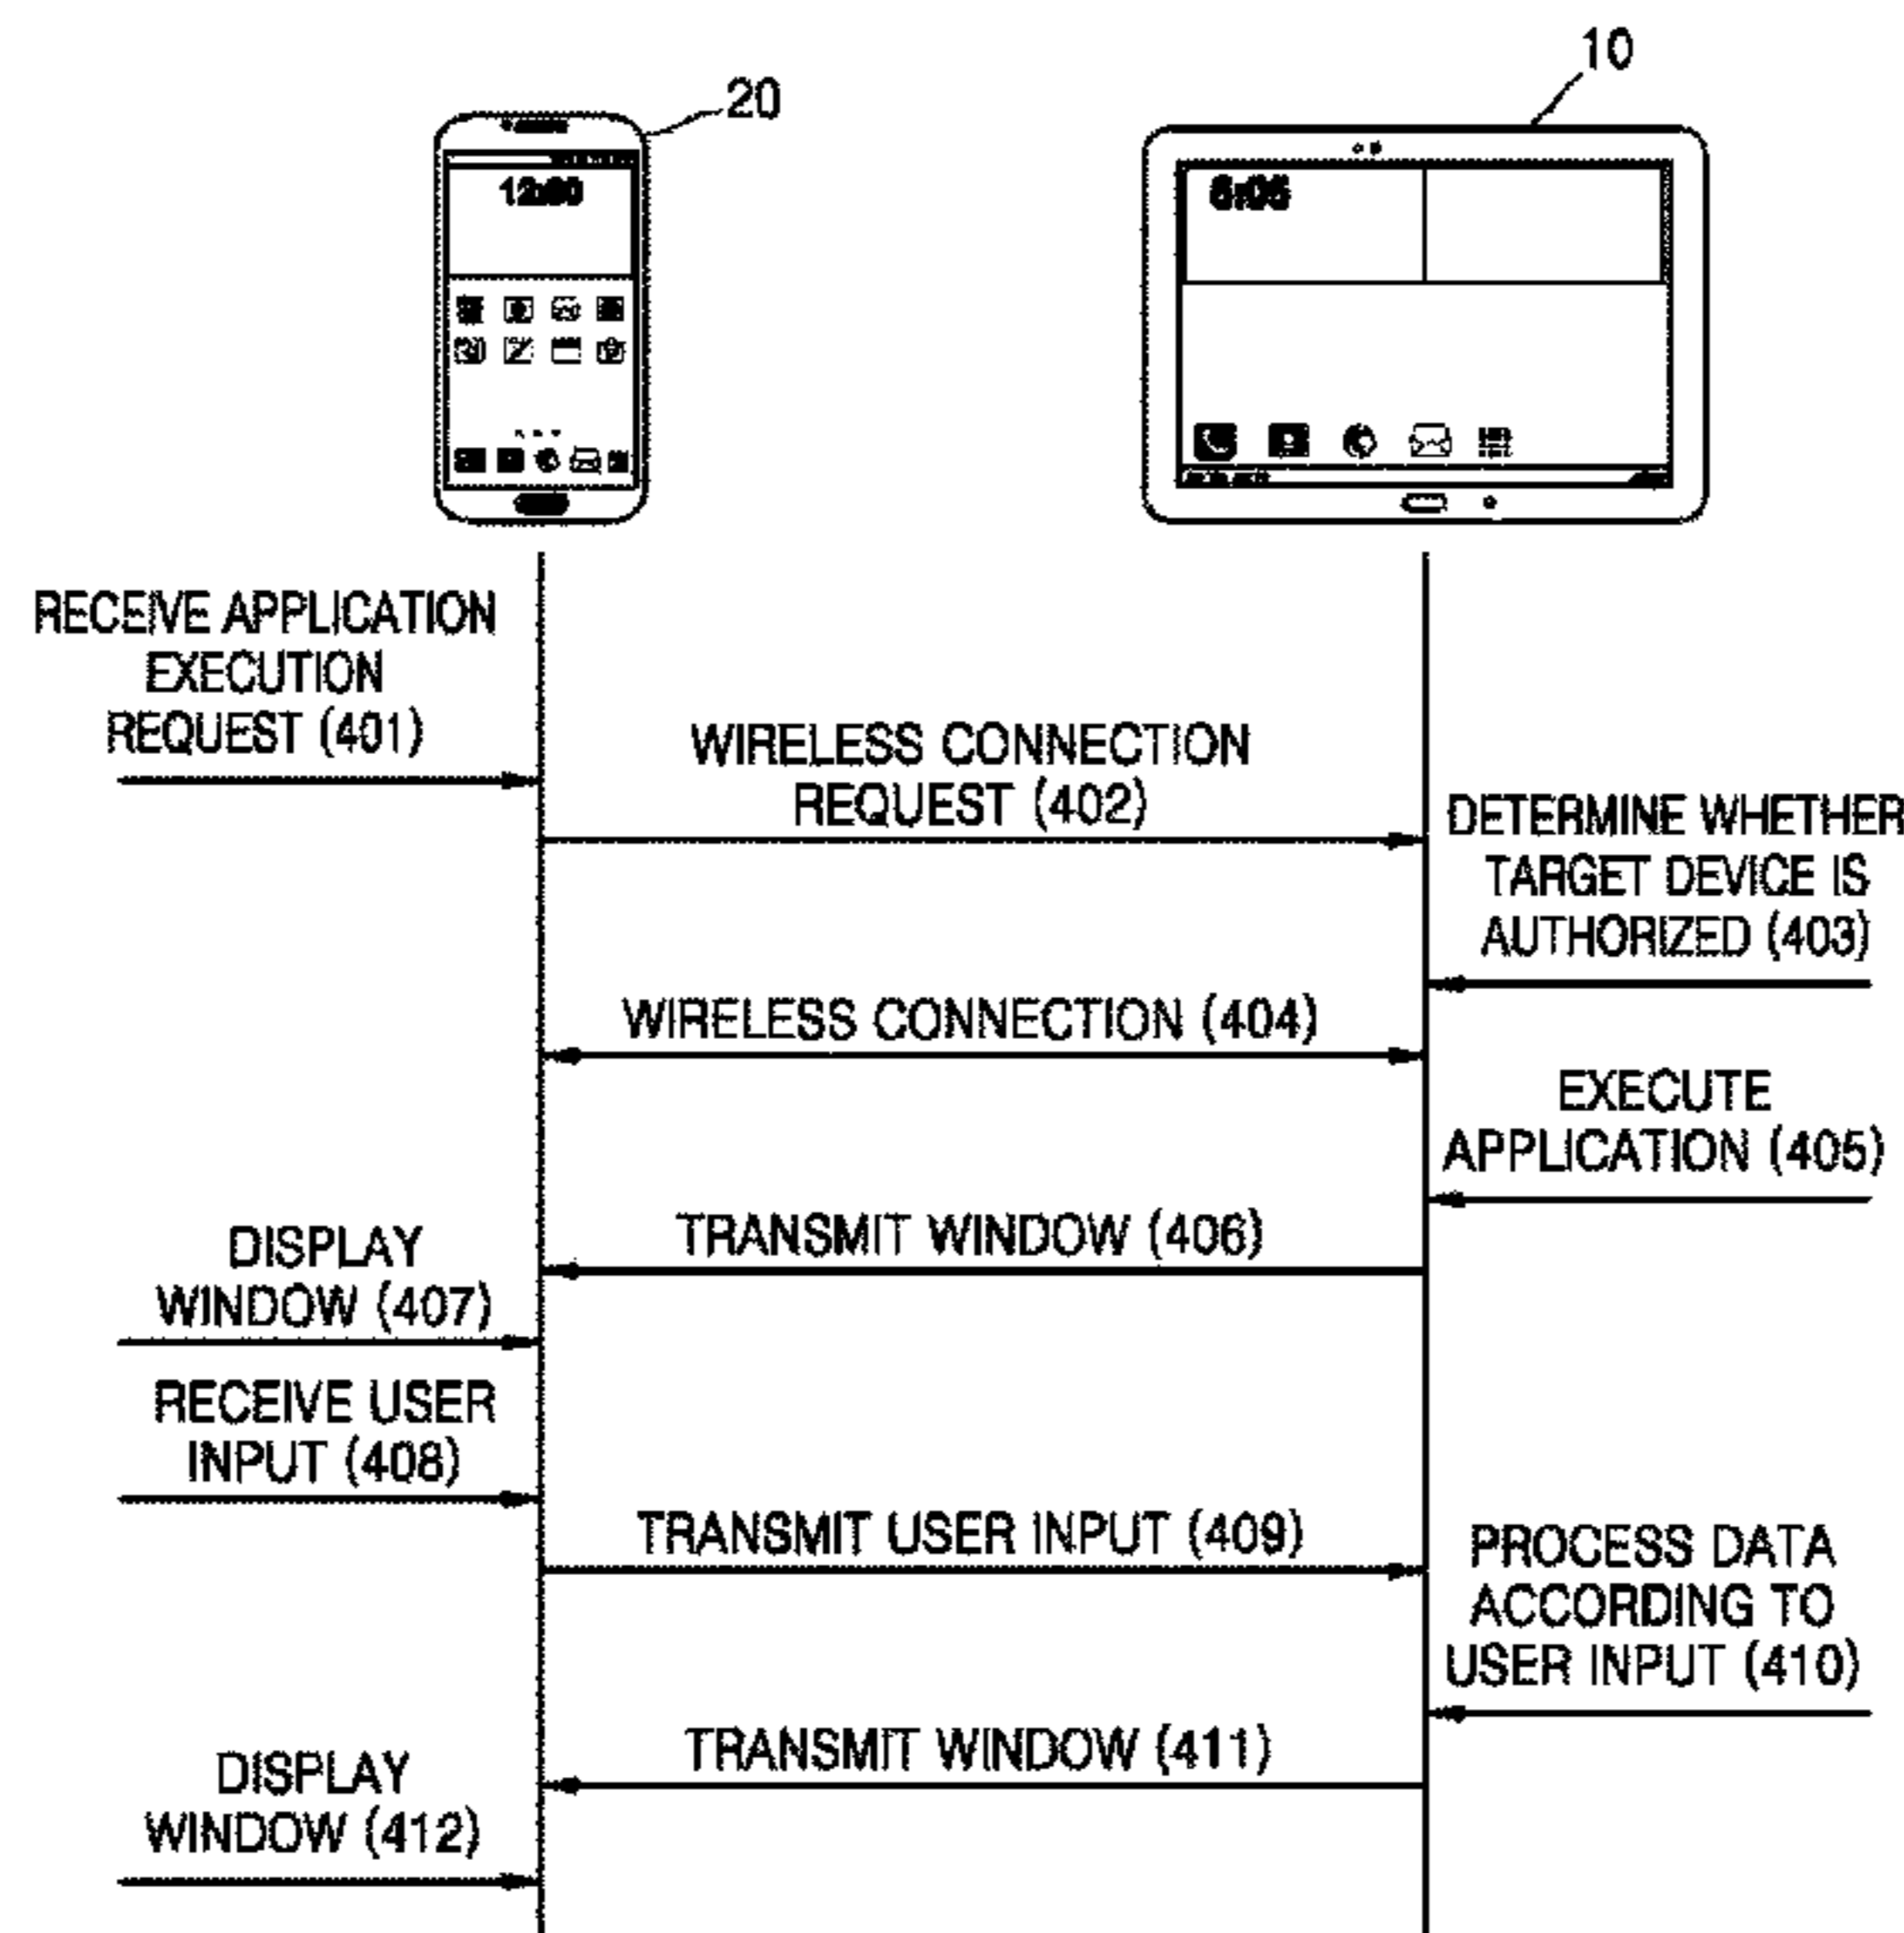 10
20
12:00
5:05
RECEIVE APPLICATION
EXECUTION
REQUEST (401)
WIRELESS CONNECTION
REQUEST (402)
DETERMINE WHETHER
TARGET DEVICE IS
AUTHORIZED (403)
WIRELESS CONNECTION (404)
EXECUTE
APPLICATION (405)
TRANSMIT WINDOW (406)
DISPLAY
WINDOW (407)
RECEIVE USER
INPUT (408)
TRANSMIT USER INPUT (409)
PROCESS DATA
ACCORDING TO
USER INPUT (410)
TRANSMIT WINDOW (411)
DISPLAY
WINDOW (412)